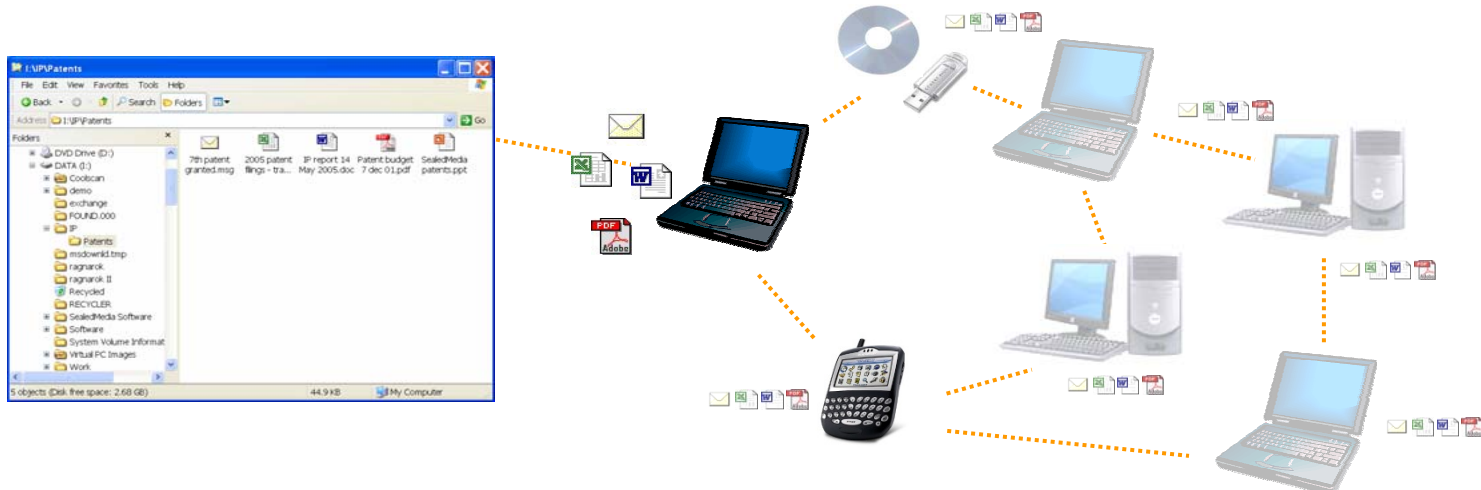 I:\IP\Patents
File Edit View Favorites Tools Help
Back Search Folders
Address I:\IP\Patents Go
Folders
DVD Drive (D:)
DATA (I:)
Coolscan
demo
exchange
FOUND.000
IP
Patents
msdownld.tmp
ragnarok
ragnarok II
Recycled
RECYCLER
SealedMedia Software
Software
System Volume Informat
Virtual PC Images
Work
7th patent granted.msg
2005 patent filings - tra...
IP report 14 May 2005.doc
Patent budget 7 dec 01.pdf
SealedMedia patents.ppt
5 objects (Disk free space: 2.68 GB) 44.9 KB My Computer
PDF
Adobe